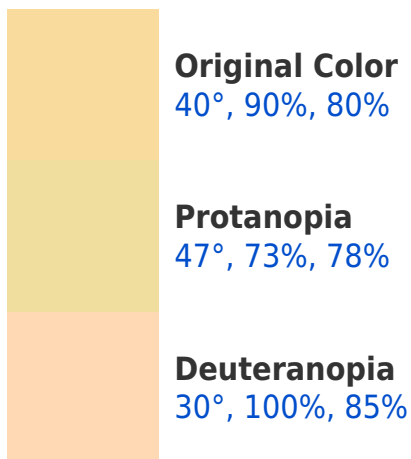 Original Color
40°, 90%, 80%
Protanopia
47°, 73%, 78%
Deuteranopia
30°, 100%, 85%